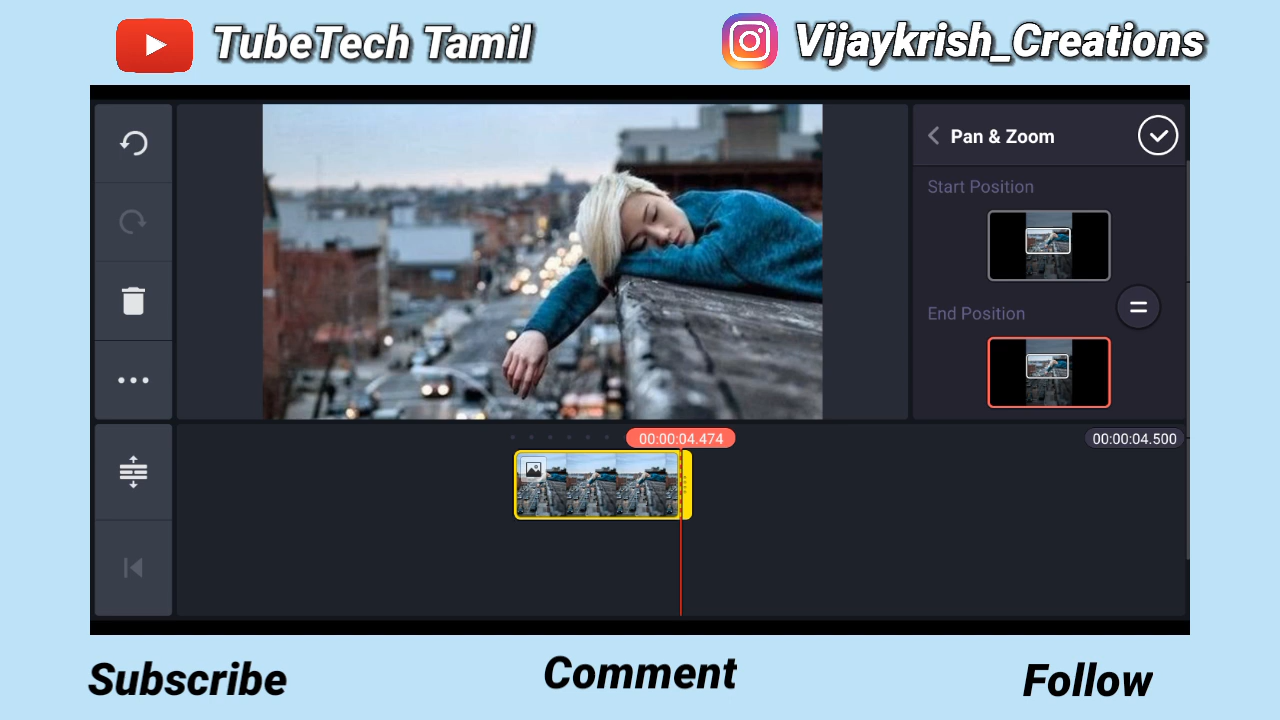 TubeTech Tamil
Vijaykrish_Creations
Pan & Zoom
Start Position
End Position
00:00:04.474
00:00:04.500
Subscribe
Comment
Follow